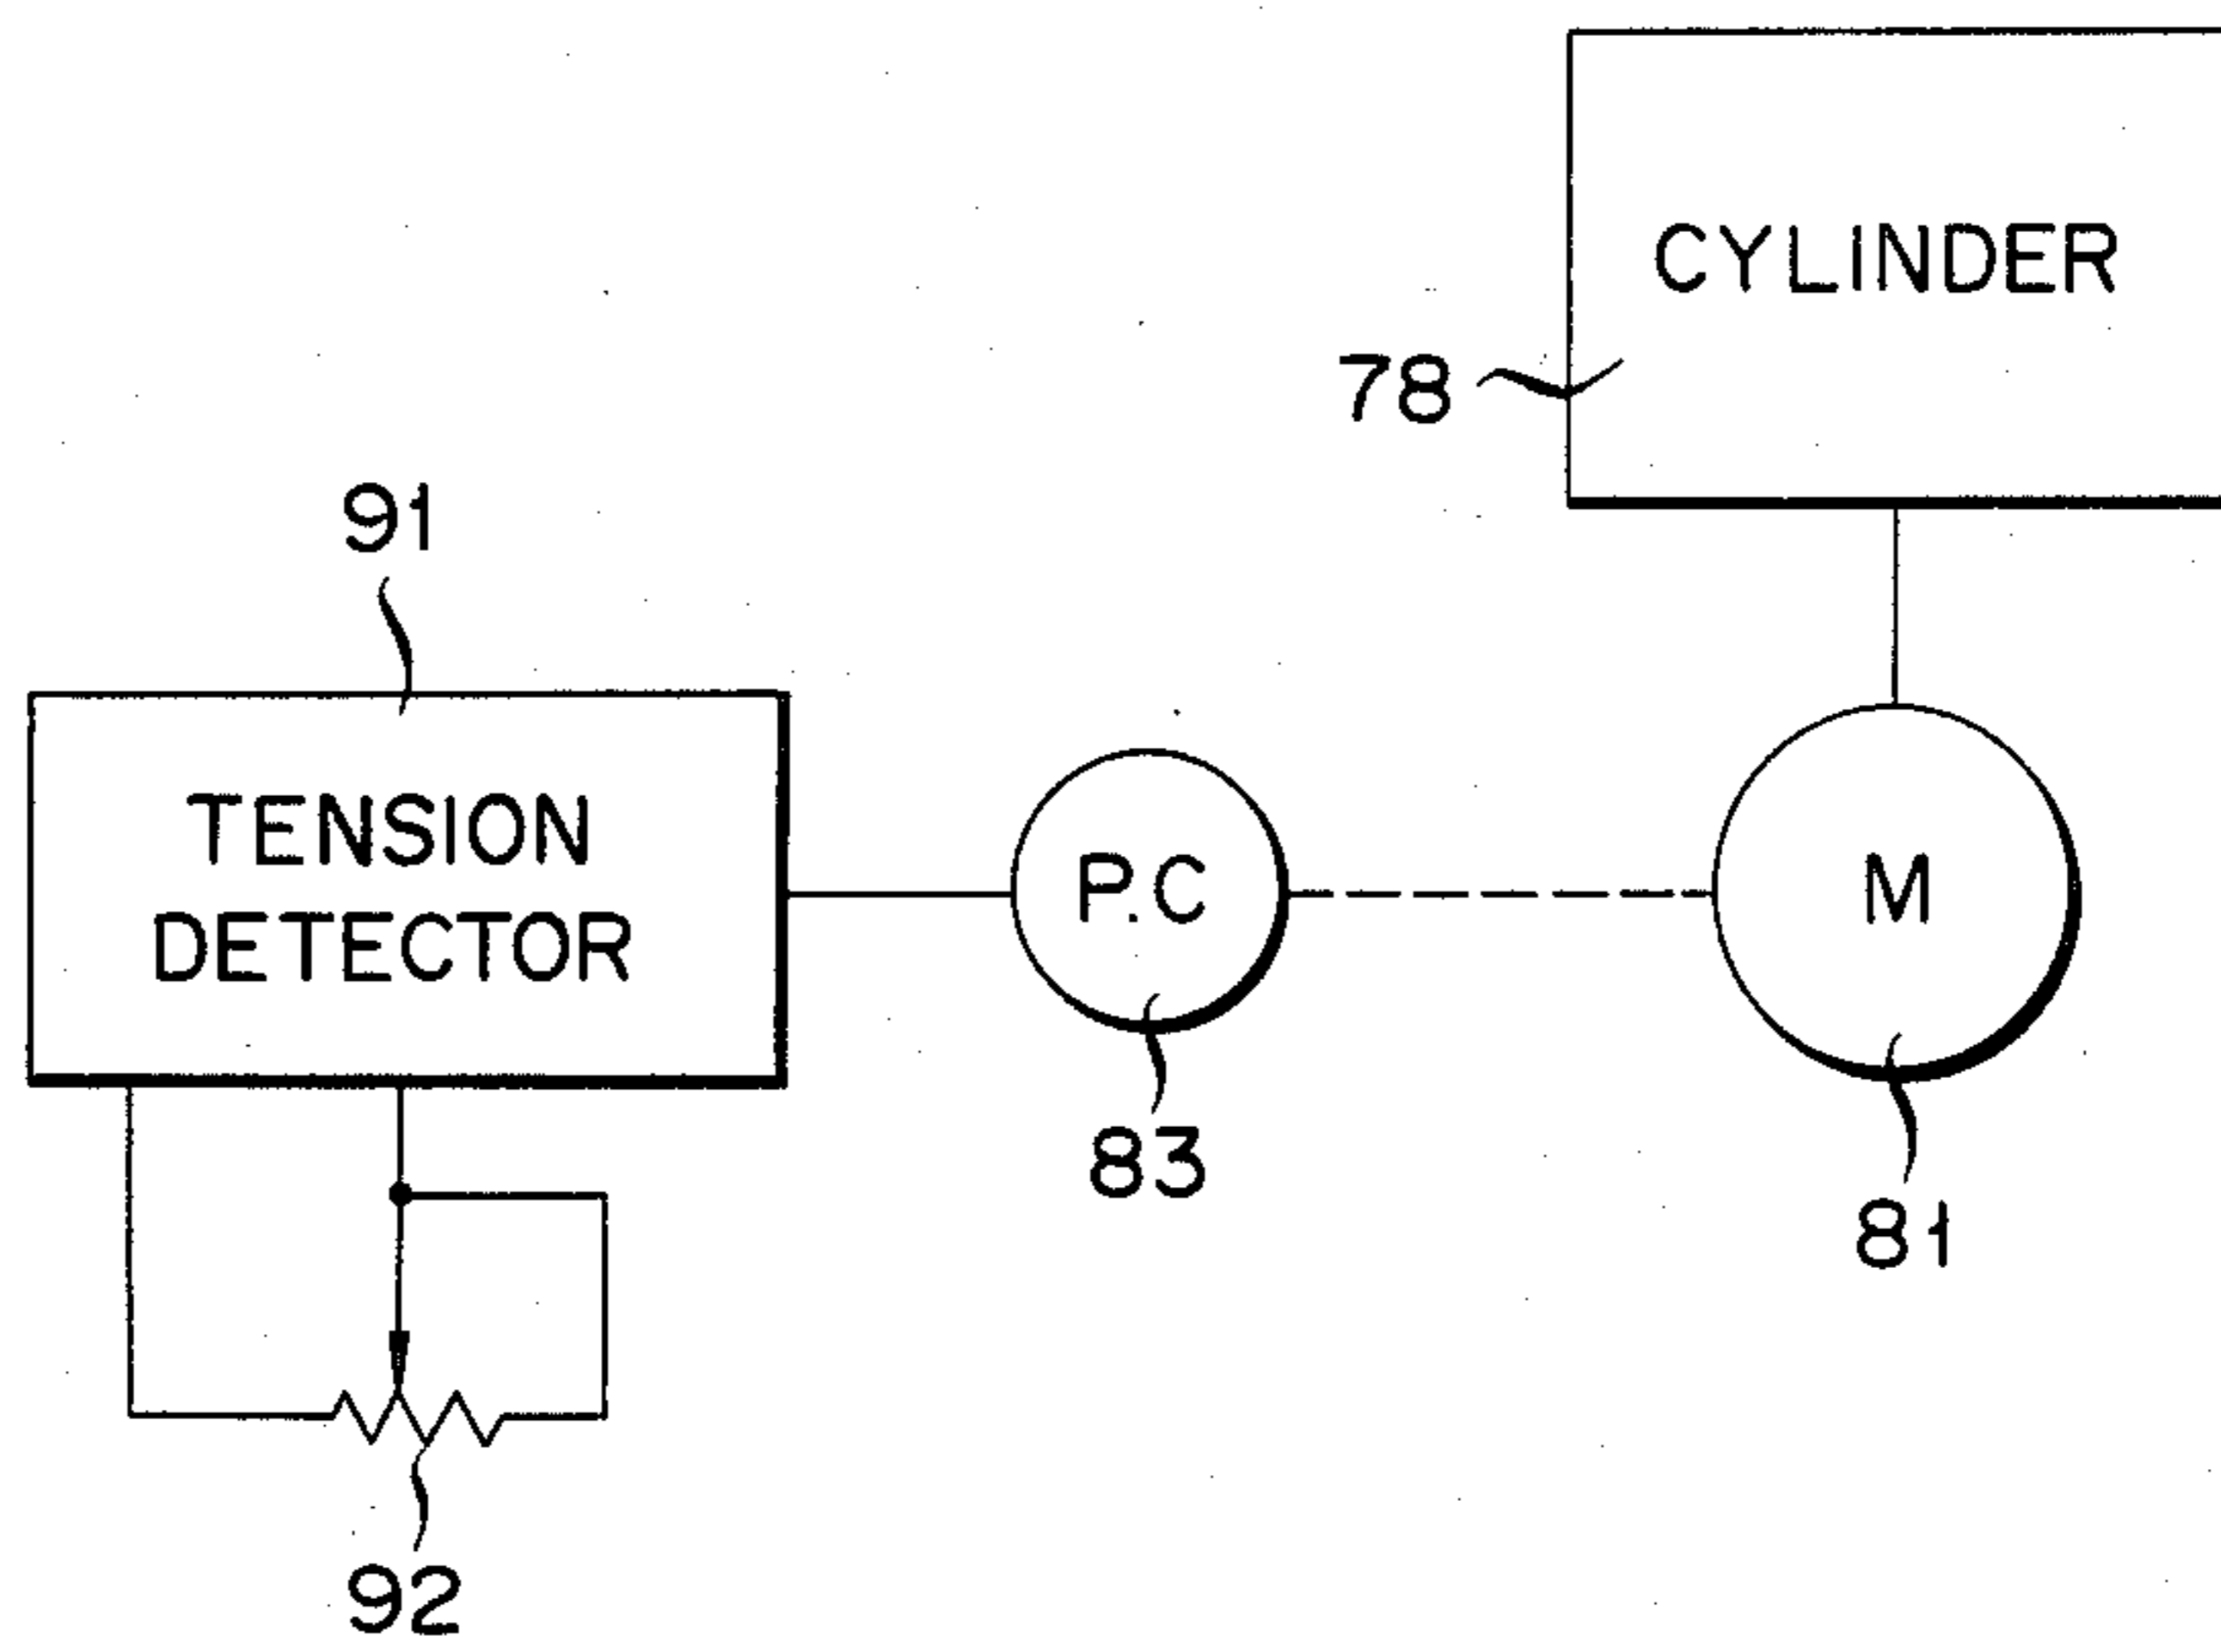 CYLINDER
78
91
TENSION
DETECTOR
P.C
M
83
81
92